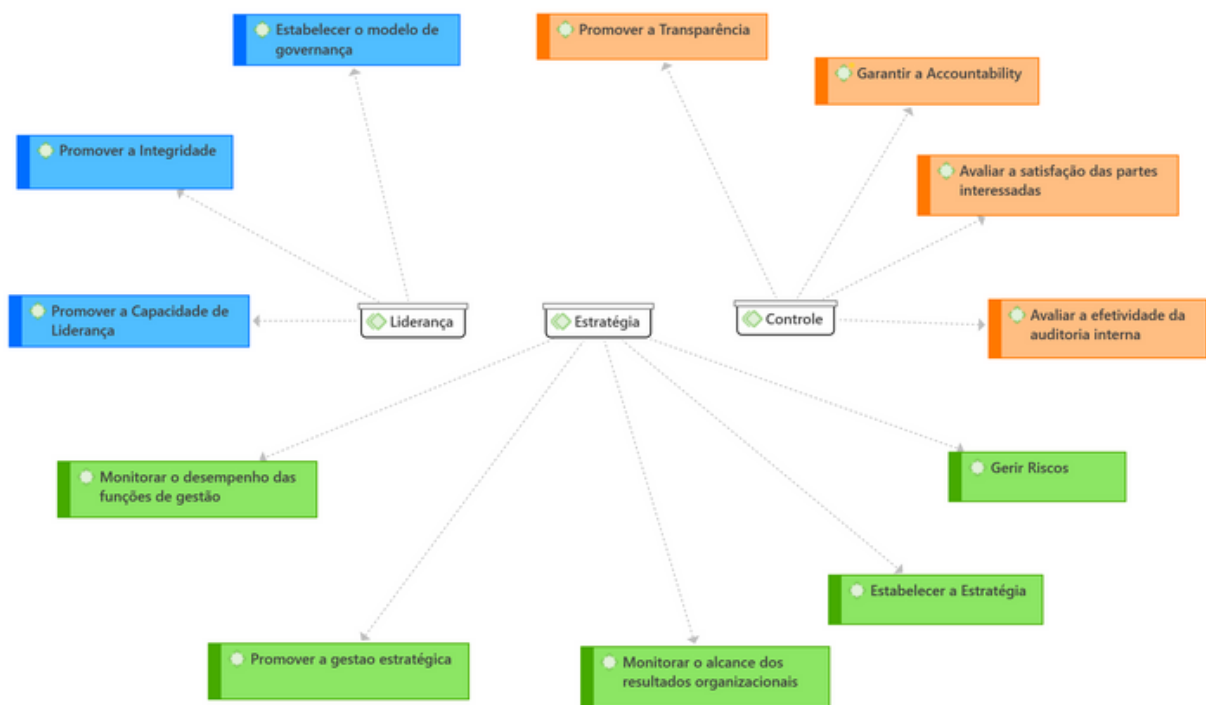 Estabelecer o modelo de
governança
Promover a Transparência
Garantir a Accountability
Promover a Integridade
Avaliar a satisfação das partes
interessadas
Promover a Capacidade de
Liderança
Liderança
Estratégia
Controle
Avaliar a efetividade da
auditoria interna
Monitorar o desempenho das
funções de gestão
Gerir Riscos
Estabelecer a Estratégia
Promover a gestao estratégica
Monitorar o alcance dos
resultados organizacionais